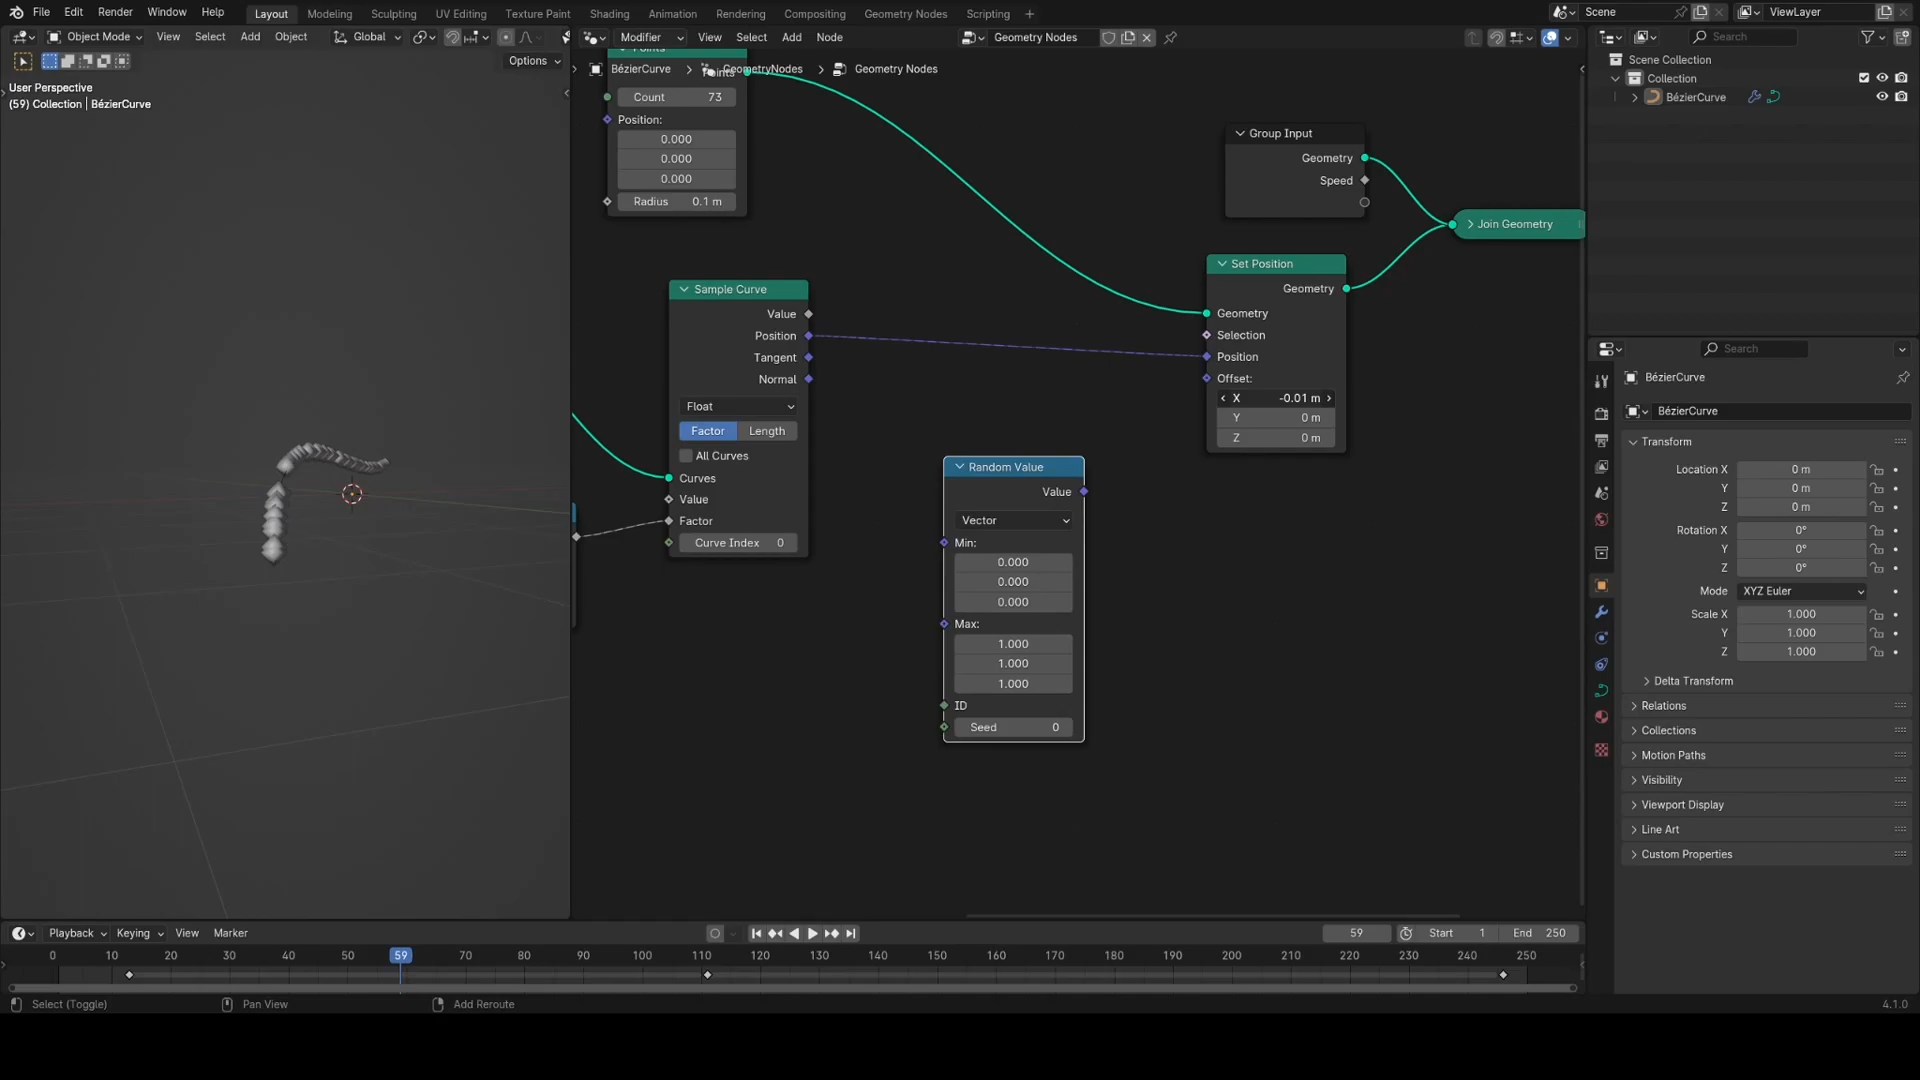 File Edit Render Window Help Layout Modeling Sculpting UV Editing Texture Paint Shading Animation Rendering Compositing Geometry Nodes Scripting + Scene ViewLayer
Object Mode View Select Add Object Global Modifier View Select Add Node Geometry Nodes Search
Options
User Perspective
(59) Collection | BézierCurve
BézierCurve > GeometryNodes > Geometry Nodes
Count 73
Position:
0.000
0.000
0.000
Radius 0.1 m
Group Input
Geometry
Speed
Join Geometry
Set Position
Geometry
Geometry
Selection
Position
Offset:
X -0.01 m
Y 0 m
Z 0 m
Sample Curve
Value
Position
Tangent
Normal
Float
Factor Length
All Curves
Curves
Value
Factor
Curve Index 0
Random Value
Value
Vector
Min:
0.000
0.000
0.000
Max:
1.000
1.000
1.000
ID
Seed 0
Scene Collection
Collection
BézierCurve
Search
BézierCurve
BézierCurve
Transform
Location X 0 m
Y 0 m
Z 0 m
Rotation X 0°
Y 0°
Z 0°
Mode XYZ Euler
Scale X 1.000
Y 1.000
Z 1.000
Delta Transform
Relations
Collections
Motion Paths
Visibility
Viewport Display
Line Art
Custom Properties
Playback Keying View Marker 59 Start 1 End 250
0 10 20 30 40 50 59 70 80 90 100 110 120 130 140 150 160 170 180 190 200 210 220 230 240 250
Select (Toggle) Pan View Add Reroute 4.1.0